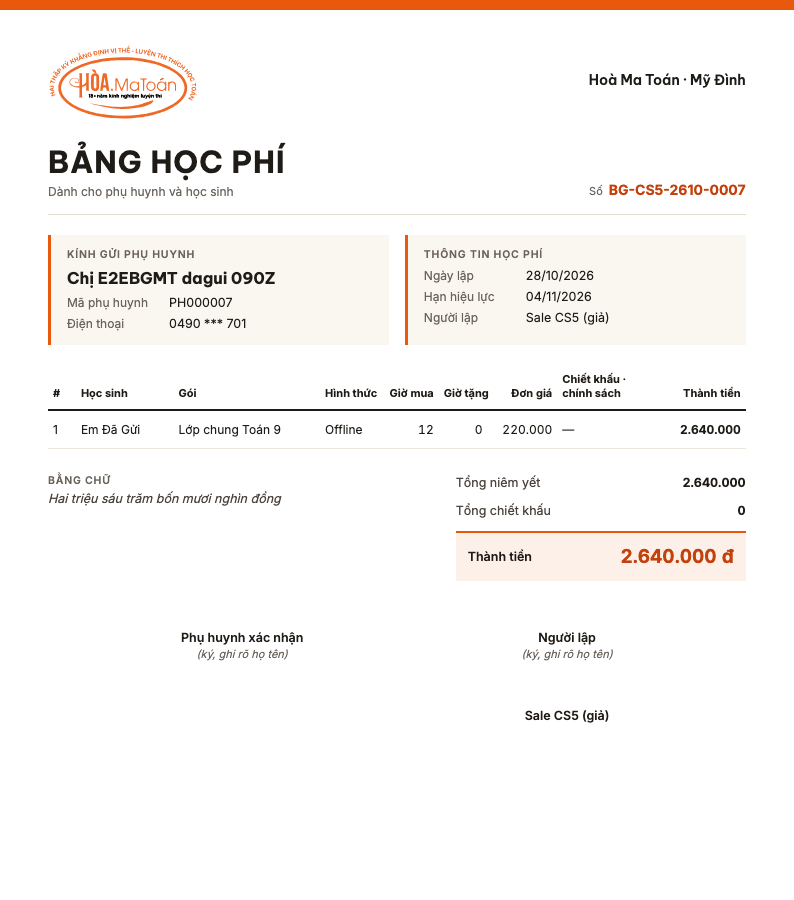 HAI THẬP KỶ KHẲNG ĐỊNH VỊ THẾ - LUYỆN THI THÍCH HỌC TOÁN
HÒA.MaToán
18+ năm kinh nghiệm luyện thi
Hoà Ma Toán · Mỹ Đình
BẢNG HỌC PHÍ
Dành cho phụ huynh và học sinh
Số BG-CS5-2610-0007
KÍNH GỬI PHỤ HUYNH
Chị E2EBGMT dagui 090Z
Mã phụ huynh PH000007
Điện thoại 0490 *** 701
THÔNG TIN HỌC PHÍ
Ngày lập 28/10/2026
Hạn hiệu lực 04/11/2026
Người lập Sale CS5 (giả)
# Học sinh Gói Hình thức Giờ mua Giờ tặng Đơn giá Chiết khấu · chính sách Thành tiền
1 Em Đã Gửi Lớp chung Toán 9 Offline 12 0 220.000 — 2.640.000
BẰNG CHỮ
Hai triệu sáu trăm bốn mươi nghìn đồng
Tổng niêm yết 2.640.000
Tổng chiết khấu 0
Thành tiền 2.640.000 đ
Phụ huynh xác nhận
(ký, ghi rõ họ tên)
Người lập
(ký, ghi rõ họ tên)
Sale CS5 (giả)